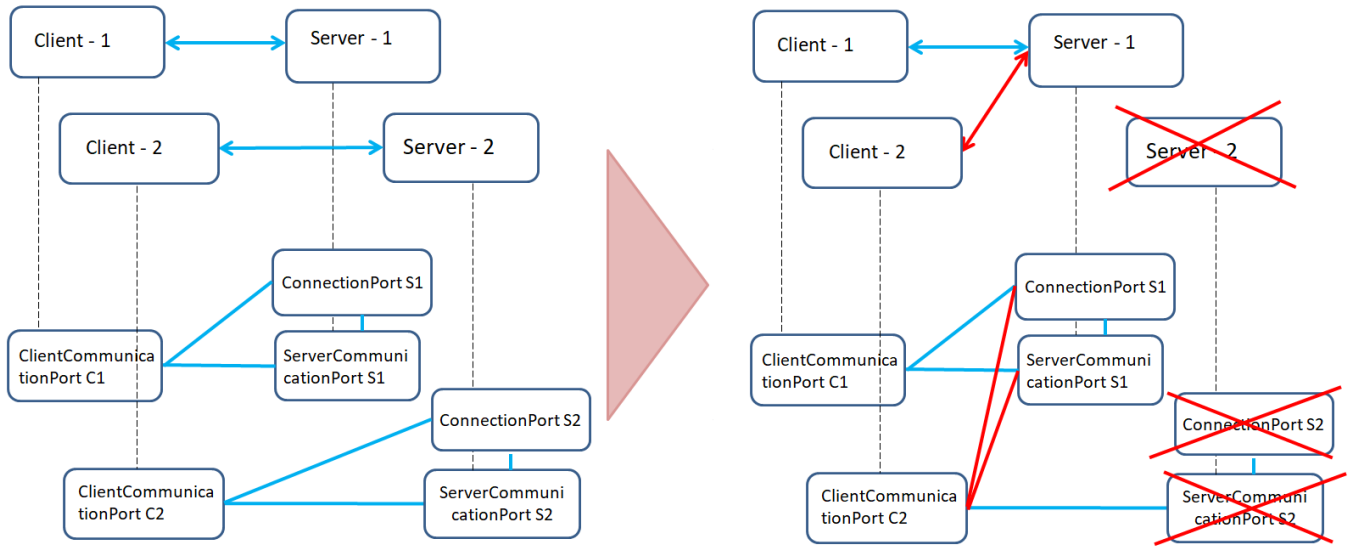 Client - 1
Server - 1
Client - 2
Server - 2
ConnectionPort S1
ClientCommunica
tionPort C1
ServerCommuni
cationPort S1
ConnectionPort S2
ClientCommunica
tionPort C2
ServerCommuni
cationPort S2
Client - 1
Server - 1
Client - 2
Server - 2
ConnectionPort S1
ClientCommunica
tionPort C1
ServerCommuni
cationPort S1
ConnectionPort S2
ClientCommunica
tionPort C2
ServerCommuni
cationPort S2